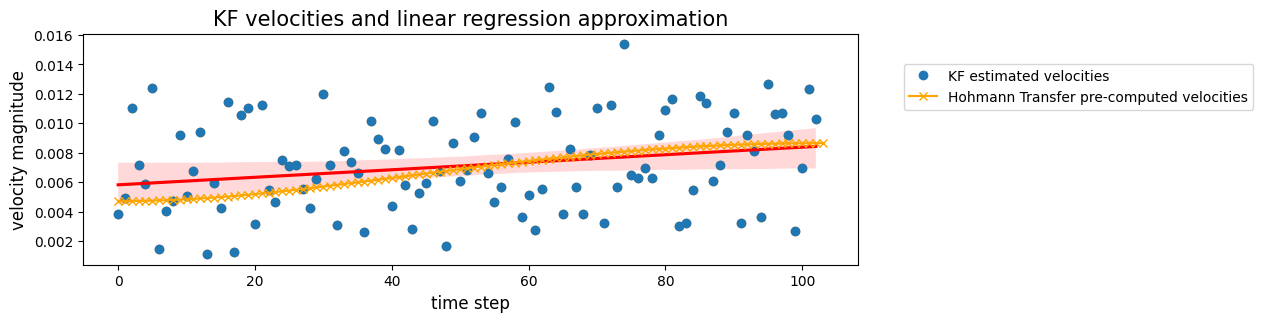 KF velocities and linear regression approximation
velocity magnitude
0.016
0.014
0.012
0.010
0.008
0.006
0.004
0.002
0 20 40 60 80 100
time step
KF estimated velocities
Hohmann Transfer pre-computed velocities